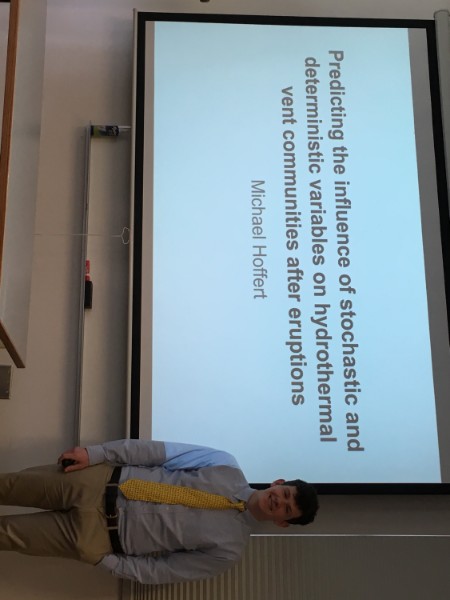 Predicting the influence of stochastic and
deterministic variables on hydrothermal
vent communities after eruptions
Michael Hoffert